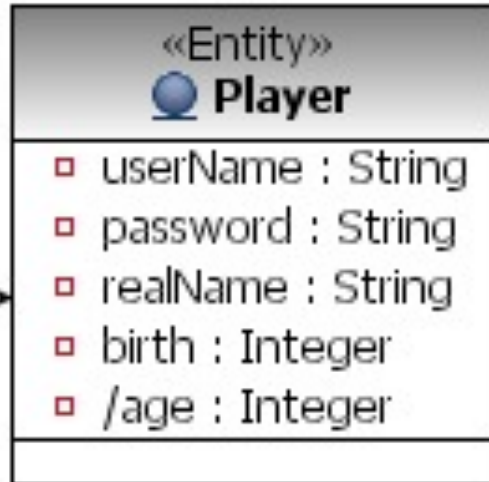 «Entity»
Player
userName : String
password : String
realName : String
birth : Integer
/age : Integer